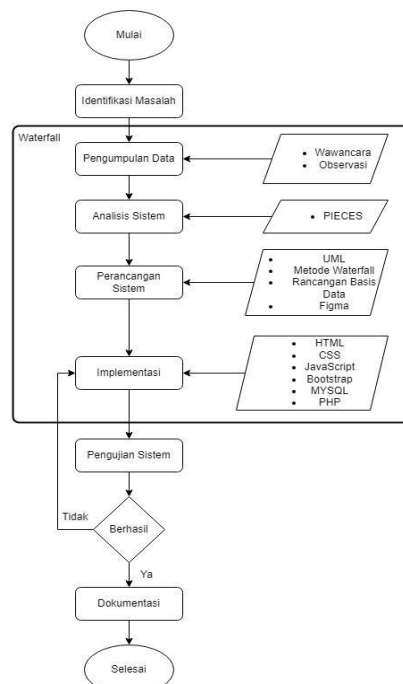 Mulai
Identifikasi Masalah
Waterfall
Pengumpulan Data
• Wawancara
• Observasi
Analisis Sistem
• PIECES
Perancangan
Sistem
• UML
• Metode Waterfall
• Rancangan Basis
Data
• Figma
Implementasi
• HTML
• CSS
• JavaScript
• Bootstrap
• MYSQL
• PHP
Pengujian Sistem
Tidak
Berhasil
Ya
Dokumentasi
Selesai